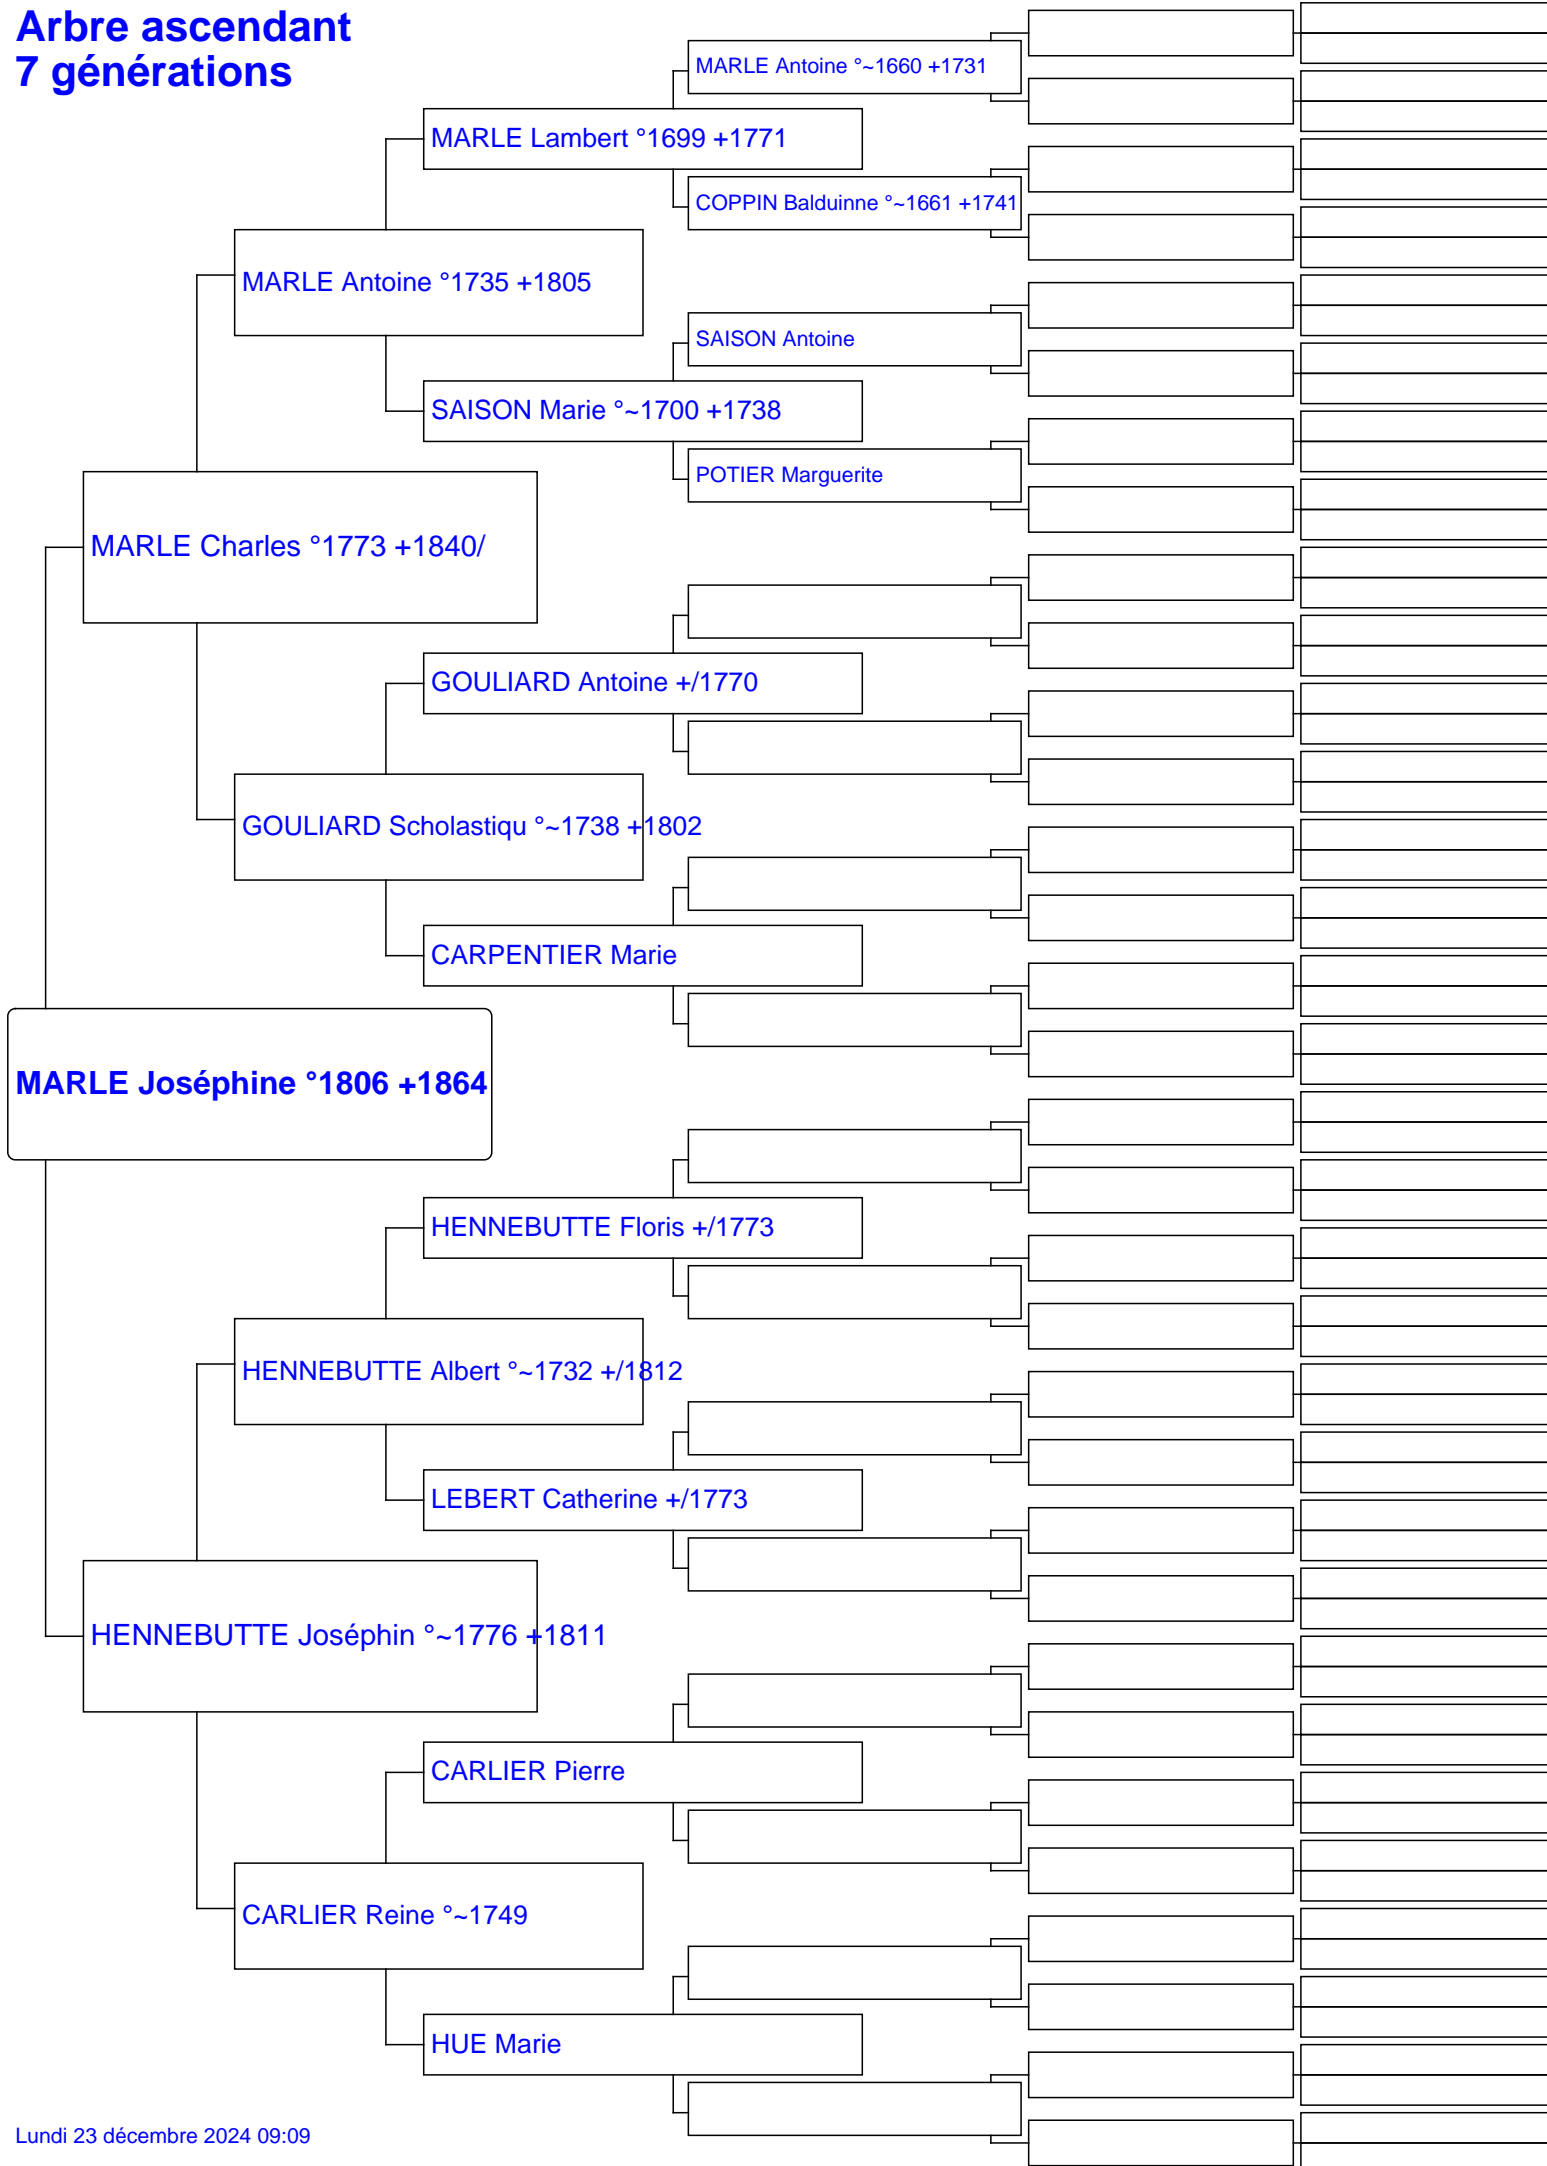 Arbre ascendant
7 générations
MARLE Antoine °~1660 +1731
MARLE Lambert °1699 +1771
COPPIN Balduinne °~1661 +1741
MARLE Antoine °1735 +1805
SAISON Antoine
SAISON Marie °~1700 +1738
POTIER Marguerite
MARLE Charles °1773 +1840/
GOULIARD Antoine +/1770
GOULIARD Scholastiqu °~1738 +1802
CARPENTIER Marie
MARLE Joséphine °1806 +1864
HENNEBUTTE Floris +/1773
HENNEBUTTE Albert °~1732 +/1812
LEBERT Catherine +/1773
HENNEBUTTE Joséphin °~1776 +1811
CARLIER Pierre
CARLIER Reine °~1749
HUE Marie
Lundi 23 décembre 2024 09:09